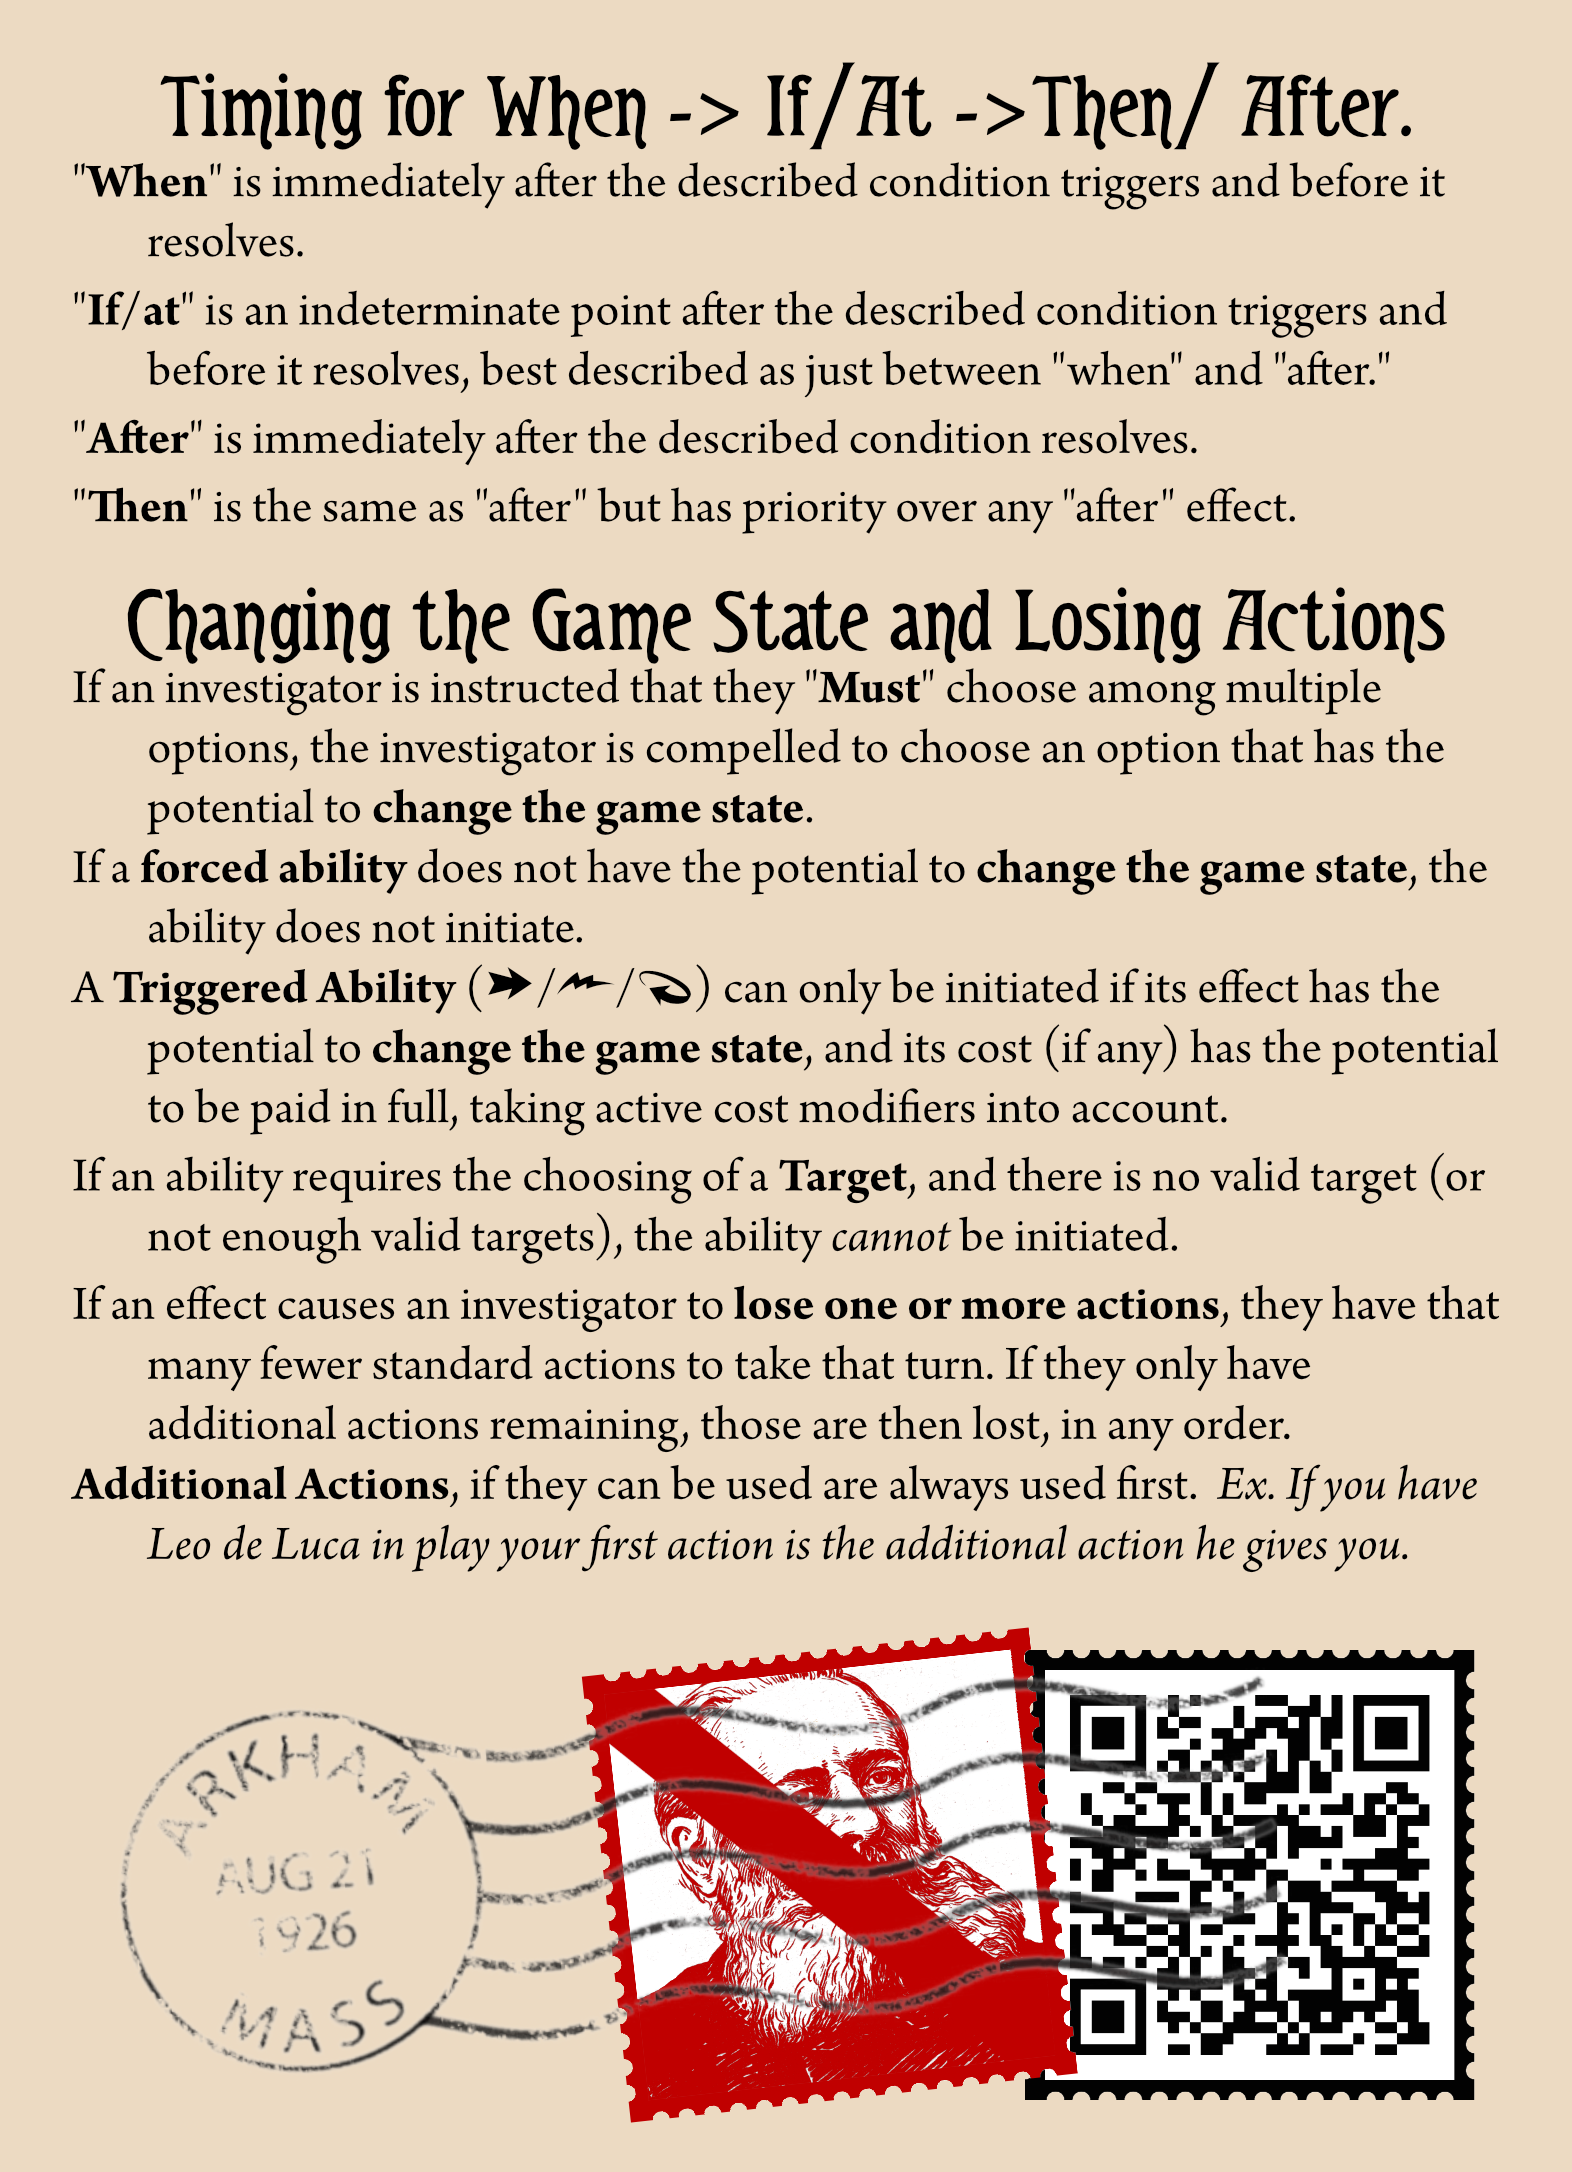 Timing for When -> If/At ->Then/ After.
"When" is immediately after the described condition triggers and before it
resolves.
"If/at" is an indeterminate point after the described condition triggers and
before it resolves, best described as just between "when" and "after."
"After" is immediately after the described condition resolves.
"Then" is the same as "after" but has priority over any "after" effect.
Changing the Game State and Losing Actions
If an investigator is instructed that they "Must" choose among multiple
options, the investigator is compelled to choose an option that has the
potential to change the game state.
If a forced ability does not have the potential to change the game state, the
ability does not initiate.
A Triggered Ability (/ / ) can only be initiated if its effect has the
potential to change the game state, and its cost (if any) has the potential
to be paid in full, taking active cost modifiers into account.
If an ability requires the choosing of a Target, and there is no valid target (or
not enough valid targets), the ability cannot be initiated.
If an effect causes an investigator to lose one or more actions, they have that
many fewer standard actions to take that turn. If they only have
additional actions remaining, those are then lost, in any order.
Additional Actions, if they can be used are always used first. Ex. If you have
Leo de Luca in play your first action is the additional action he gives you.
ARKHAM
AUG 21
1926
MASS